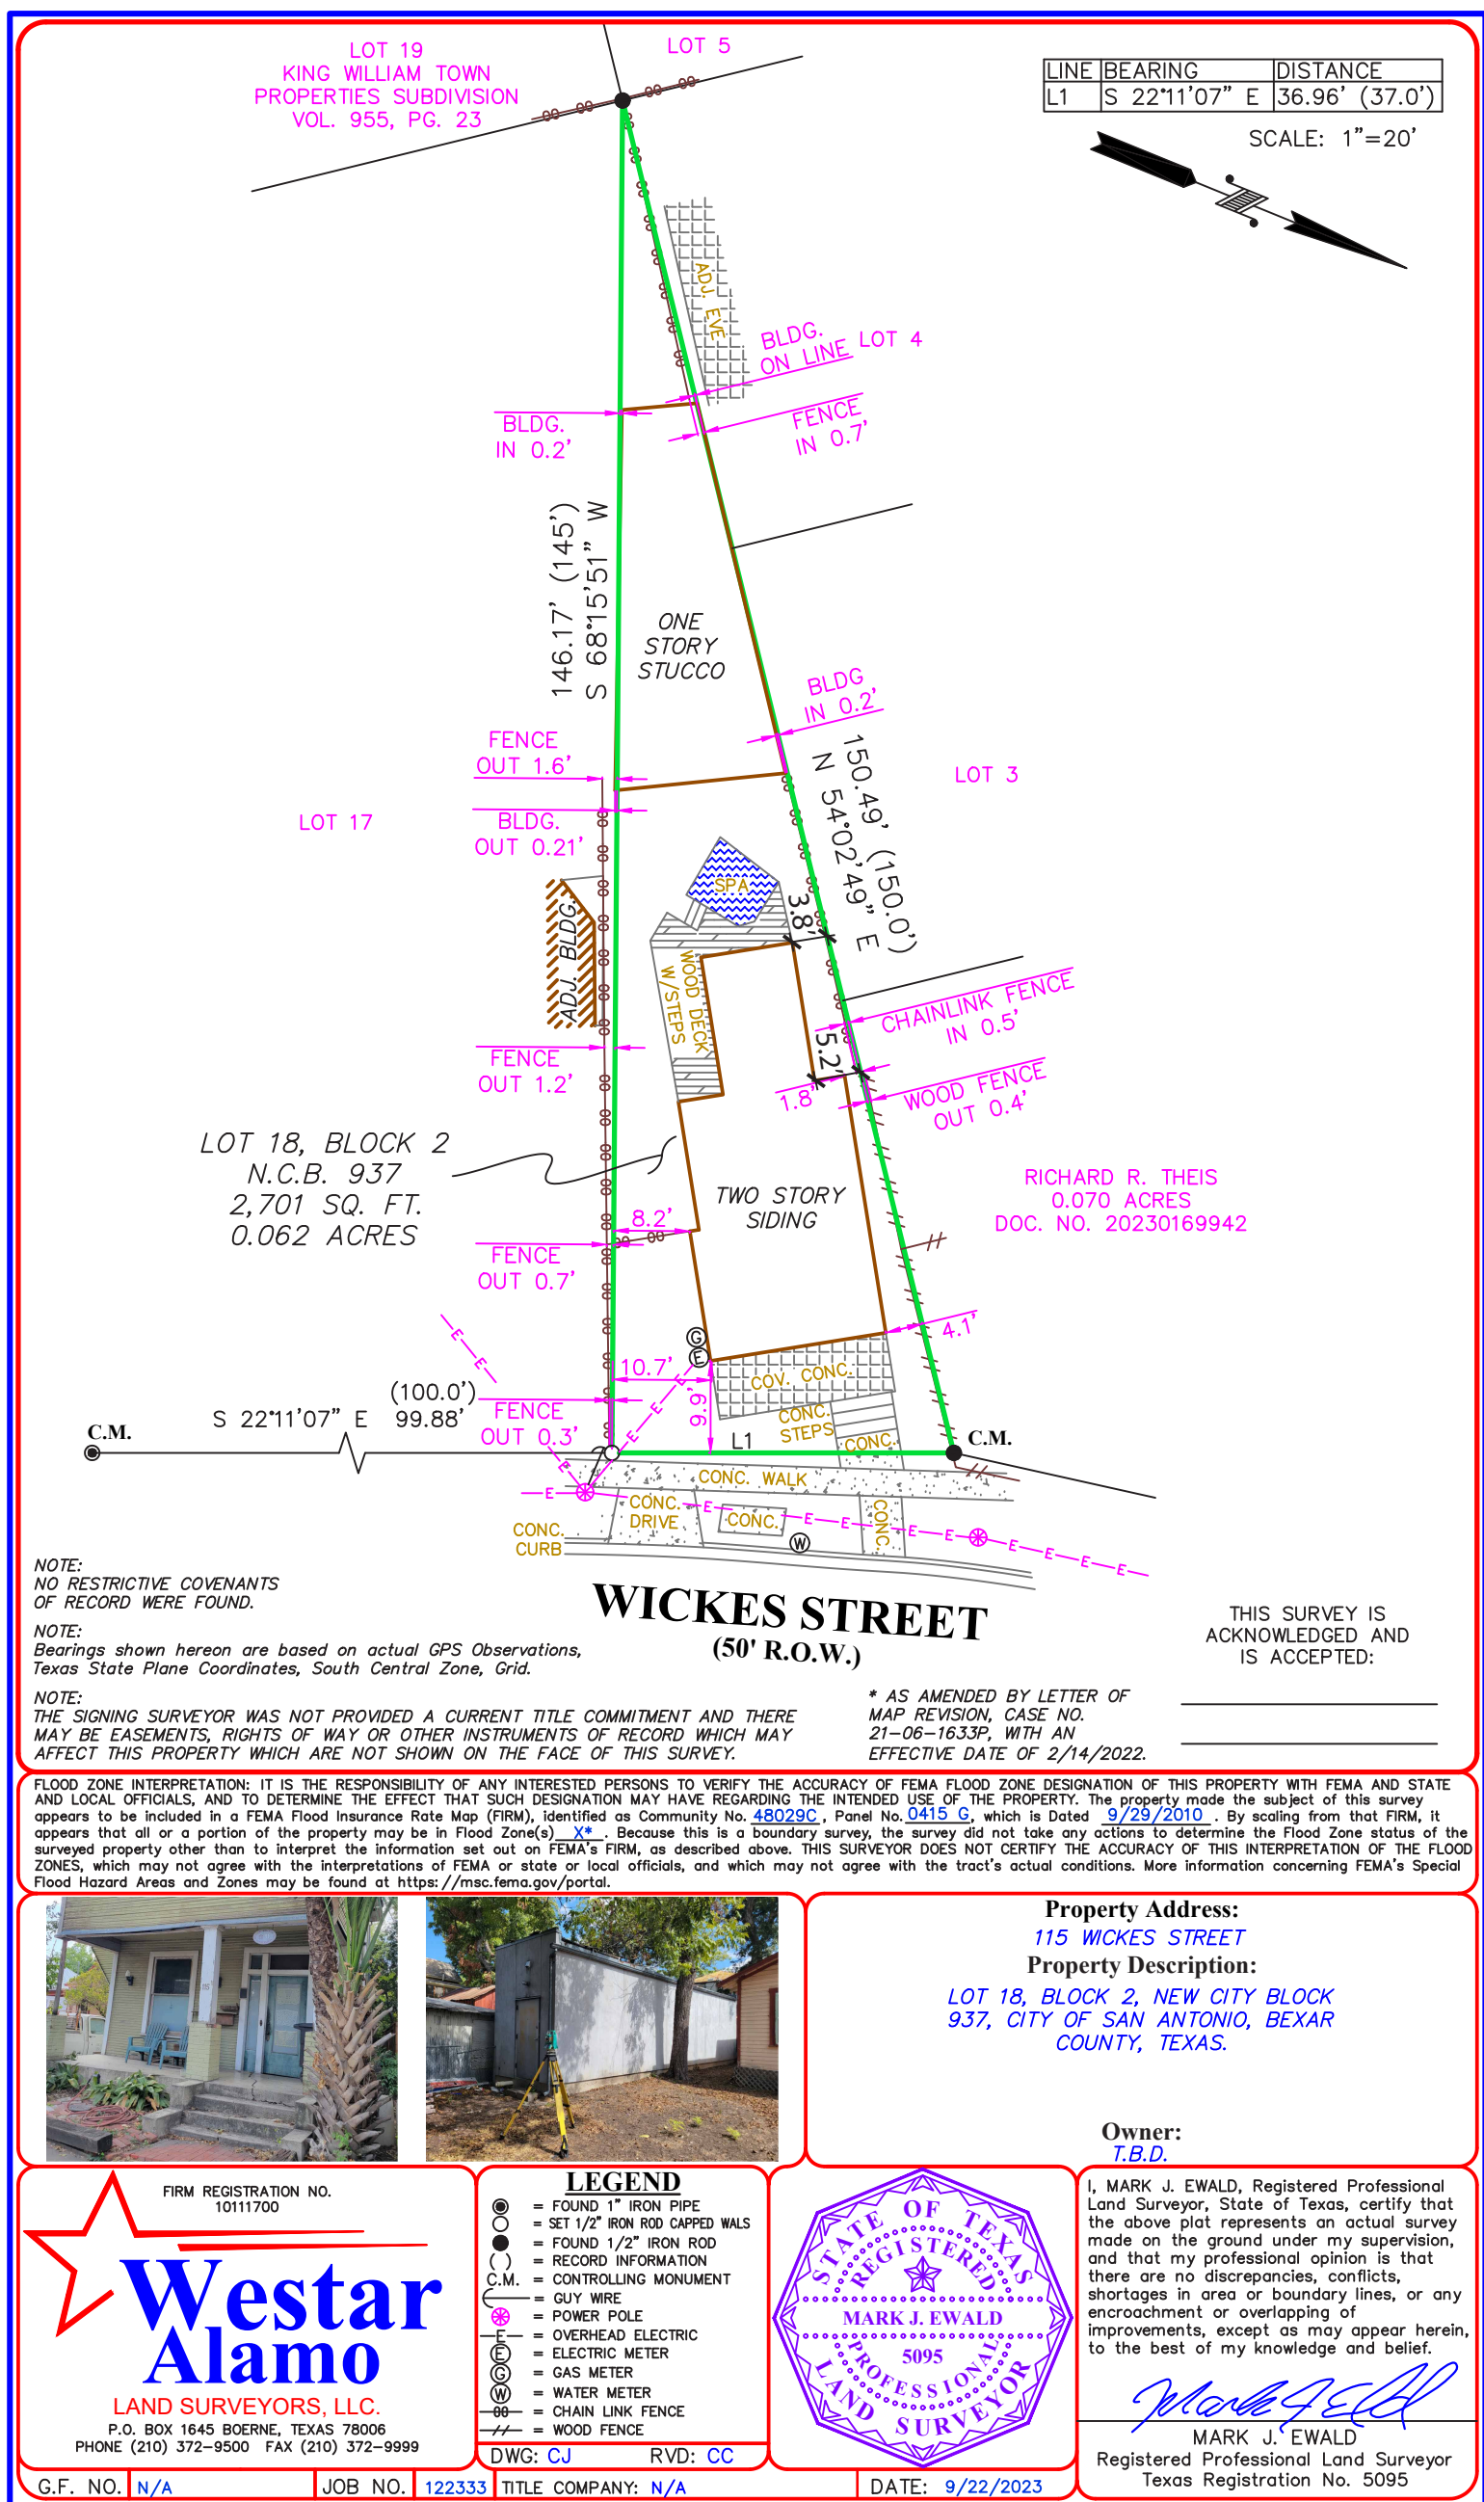 LOT 19
KING WILLIAM TOWN
PROPERTIES SUBDIVISION
VOL. 955, PG. 23
LOT 5
LINE BEARING DISTANCE
L1 S 22°11'07" E 36.96' (37.0')
SCALE: 1"=20'
ADJ. EVE
BLDG.
ON LINE
LOT 4
FENCE
IN 0.7'
BLDG.
IN 0.2'
146.17' (145')
S 68°15'51" W
ONE
STORY
STUCCO
BLDG
IN 0.2'
150.49' (150.0')
N 54°02'49" E
LOT 3
FENCE
OUT 1.6'
LOT 17
BLDG.
OUT 0.21'
SPA
3.8'
ADJ. BLDG.
WOOD DECK
W/STEPS
CHAINLINK FENCE
IN 0.5'
5.2'
FENCE
OUT 1.2'
1.8'
WOOD FENCE
OUT 0.4'
LOT 18, BLOCK 2
N.C.B. 937
2,701 SQ. FT.
0.062 ACRES
RICHARD R. THEIS
0.070 ACRES
DOC. NO. 20230169942
TWO STORY
SIDING
8.2'
FENCE
OUT 0.7'
4.1'
G
E
10.7'
COV. CONC.
9.9'
(100.0')
S 22°11'07" E 99.88'
FENCE
OUT 0.3'
CONC.
STEPS
CONC.
C.M.
L1
C.M.
CONC. WALK
CONC.
DRIVE
CONC.
CONC.
CONC.
CURB
W
E E E E E E E E E E E E E E
WICKES STREET
(50' R.O.W.)
NOTE:
NO RESTRICTIVE COVENANTS
OF RECORD WERE FOUND.
NOTE:
Bearings shown hereon are based on actual GPS Observations,
Texas State Plane Coordinates, South Central Zone, Grid.
NOTE:
THE SIGNING SURVEYOR WAS NOT PROVIDED A CURRENT TITLE COMMITMENT AND THERE
MAY BE EASEMENTS, RIGHTS OF WAY OR OTHER INSTRUMENTS OF RECORD WHICH MAY
AFFECT THIS PROPERTY WHICH ARE NOT SHOWN ON THE FACE OF THIS SURVEY.
* AS AMENDED BY LETTER OF
MAP REVISION, CASE NO.
21-06-1633P, WITH AN
EFFECTIVE DATE OF 2/14/2022.
THIS SURVEY IS
ACKNOWLEDGED AND
IS ACCEPTED:
FLOOD ZONE INTERPRETATION: IT IS THE RESPONSIBILITY OF ANY INTERESTED PERSONS TO VERIFY THE ACCURACY OF FEMA FLOOD ZONE DESIGNATION OF THIS PROPERTY WITH FEMA AND STATE
AND LOCAL OFFICIALS, AND TO DETERMINE THE EFFECT THAT SUCH DESIGNATION MAY HAVE REGARDING THE INTENDED USE OF THE PROPERTY. The property made the subject of this survey
appears to be included in a FEMA Flood Insurance Rate Map (FIRM), identified as Community No. 48029C, Panel No. 0415 G, which is Dated 9/29/2010. By scaling from that FIRM, it
appears that all or a portion of the property may be in Flood Zone(s) X*. Because this is a boundary survey, the survey did not take any actions to determine the Flood Zone status of the
surveyed property other than to interpret the information set out on FEMA's FIRM, as described above. THIS SURVEYOR DOES NOT CERTIFY THE ACCURACY OF THIS INTERPRETATION OF THE FLOOD
ZONES, which may not agree with the interpretations of FEMA or state or local officials, and which may not agree with the tract's actual conditions. More information concerning FEMA's Special
Flood Hazard Areas and Zones may be found at https://msc.fema.gov/portal.
115
Property Address:
115 WICKES STREET
Property Description:
LOT 18, BLOCK 2, NEW CITY BLOCK
937, CITY OF SAN ANTONIO, BEXAR
COUNTY, TEXAS.
Owner:
T.B.D.
FIRM REGISTRATION NO.
10111700
Westar
Alamo
LAND SURVEYORS, LLC.
P.O. BOX 1645 BOERNE, TEXAS 78006
PHONE (210) 372-9500 FAX (210) 372-9999
LEGEND
= FOUND 1" IRON PIPE
= SET 1/2" IRON ROD CAPPED WALS
= FOUND 1/2" IRON ROD
( ) = RECORD INFORMATION
C.M. = CONTROLLING MONUMENT
= GUY WIRE
= POWER POLE
E = OVERHEAD ELECTRIC
E = ELECTRIC METER
G = GAS METER
W = WATER METER
= CHAIN LINK FENCE
= WOOD FENCE
DWG: CJ RVD: CC
STATE OF TEXAS
REGISTERED
MARK J. EWALD
5095
PROFESSIONAL
LAND SURVEYOR
I, MARK J. EWALD, Registered Professional
Land Surveyor, State of Texas, certify that
the above plat represents an actual survey
made on the ground under my supervision,
and that my professional opinion is that
there are no discrepancies, conflicts,
shortages in area or boundary lines, or any
encroachment or overlapping of
improvements, except as may appear herein,
to the best of my knowledge and belief.
Mark J Ewald
MARK J. EWALD
Registered Professional Land Surveyor
Texas Registration No. 5095
G.F. NO. N/A JOB NO. 122333 TITLE COMPANY: N/A DATE: 9/22/2023